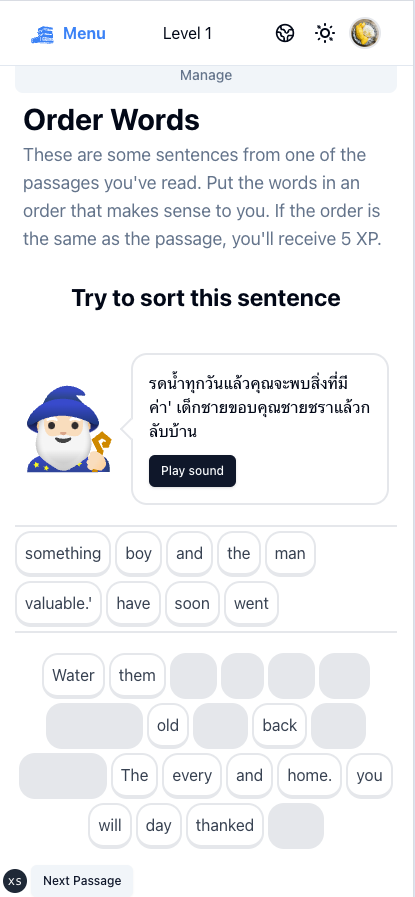 Menu Level 1
Manage
Order Words
These are some sentences from one of the
passages you've read. Put the words in an
order that makes sense to you. If the order is
the same as the passage, you'll receive 5 XP.
Try to sort this sentence
รดน้ำทุกวันแล้วคุณจะพบสิ่งที่มี
ค่า' เด็กชายขอบคุณชายชราแล้วก
ลับบ้าน
Play sound
something boy and the man
valuable.' have soon went
Water them
old back
The every and home. you
will day thanked
xs Next Passage